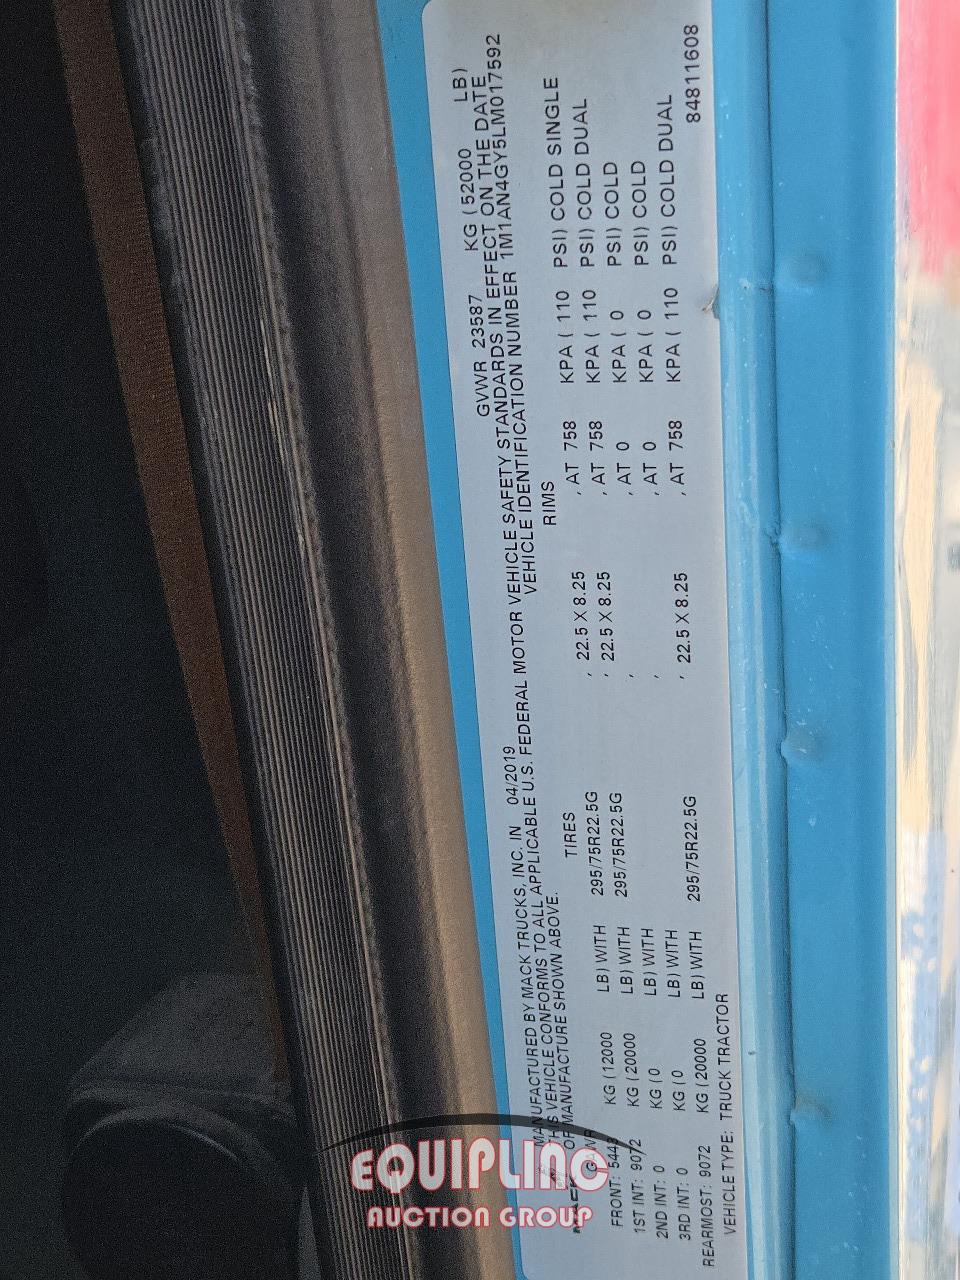 MANUFACTURED BY MACK TRUCKS, INC. IN 04/2019 GVWR 23587 KG (52000 LB)
THIS VEHICLE CONFORMS TO ALL APPLICABLE U.S. FEDERAL MOTOR VEHICLE SAFETY STANDARDS IN EFFECT ON THE DATE
OF MANUFACTURE SHOWN ABOVE. VEHICLE IDENTIFICATION NUMBER 1M1AN4GY5LM017592
GAWR TIRES RIMS
FRONT: 5443 KG (12000 LB) WITH 295/75R22.5G , 22.5 X 8.25 , AT 758 KPA ( 110 PSI) COLD SINGLE
1ST INT: 9072 KG (20000 LB) WITH 295/75R22.5G , 22.5 X 8.25 , AT 758 KPA ( 110 PSI) COLD DUAL
2ND INT: 0 KG (0 LB) WITH , , AT 0 KPA ( 0 PSI) COLD
3RD INT: 0 KG (0 LB) WITH , , AT 0 KPA ( 0 PSI) COLD
REARMOST: 9072 KG (20000 LB) WITH 295/75R22.5G , 22.5 X 8.25 , AT 758 KPA ( 110 PSI) COLD DUAL
VEHICLE TYPE: TRUCK TRACTOR 84811608
EQUIPLINC
AUCTION GROUP